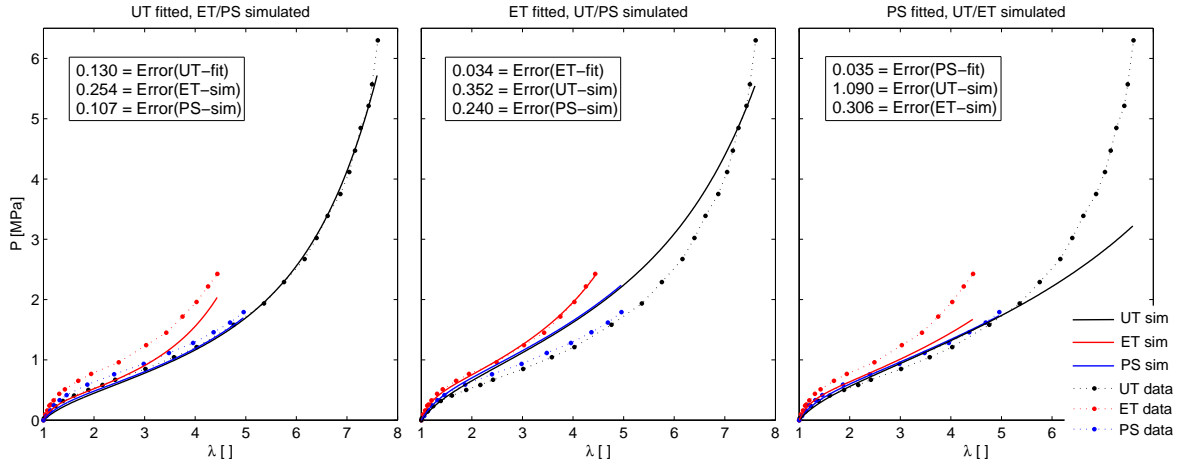 UT fitted, ET/PS simulated
ET fitted, UT/PS simulated
PS fitted, UT/ET simulated
0.130 = Error(UT−fit)
0.254 = Error(ET−sim)
0.107 = Error(PS−sim)
0.034 = Error(ET−fit)
0.352 = Error(UT−sim)
0.240 = Error(PS−sim)
0.035 = Error(PS−fit)
1.090 = Error(UT−sim)
0.306 = Error(ET−sim)
P [MPa]
6
5
4
3
2
1
0
1 2 3 4 5 6 7 8
λ [ ]
1 2 3 4 5 6 7 8
λ [ ]
1 2 3 4 5 6
λ [ ]
UT sim
ET sim
PS sim
UT data
ET data
PS data